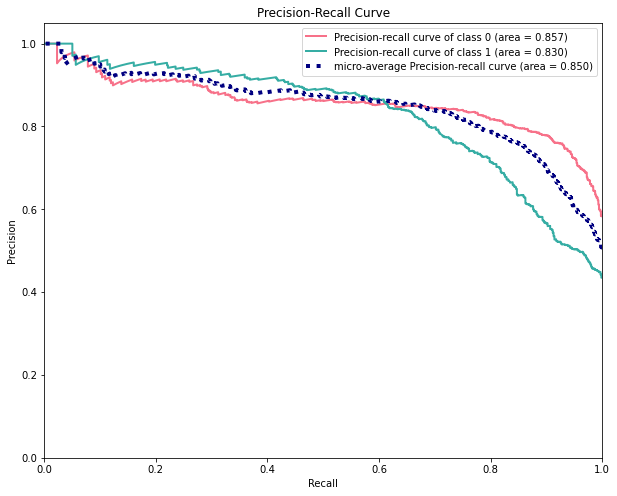 Precision-Recall Curve
Precision-recall curve of class 0 (area = 0.857)
Precision-recall curve of class 1 (area = 0.830)
micro-average Precision-recall curve (area = 0.850)
Precision
1.0
0.8
0.6
0.4
0.2
0.0
0.0 0.2 0.4 0.6 0.8 1.0
Recall